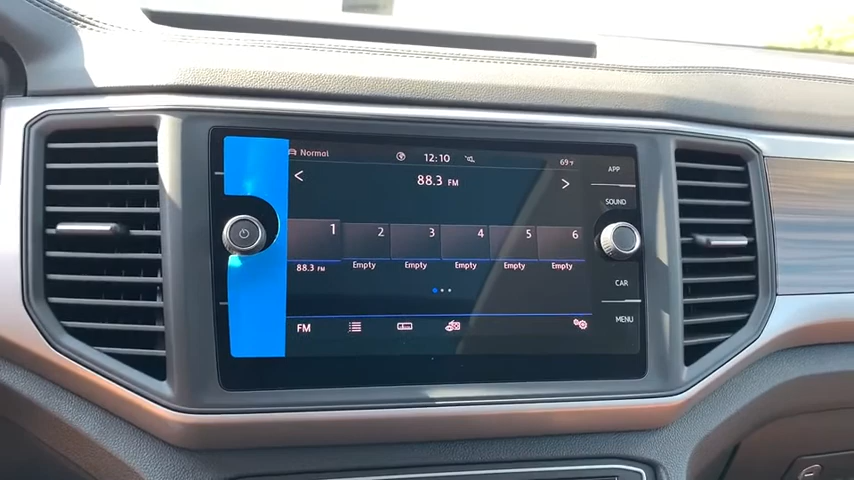 Normal 12:10 69°F
88.3 FM
1 2 3 4 5 6
88.3 FM Empty Empty Empty Empty Empty
FM
APP
SOUND
CAR
MENU